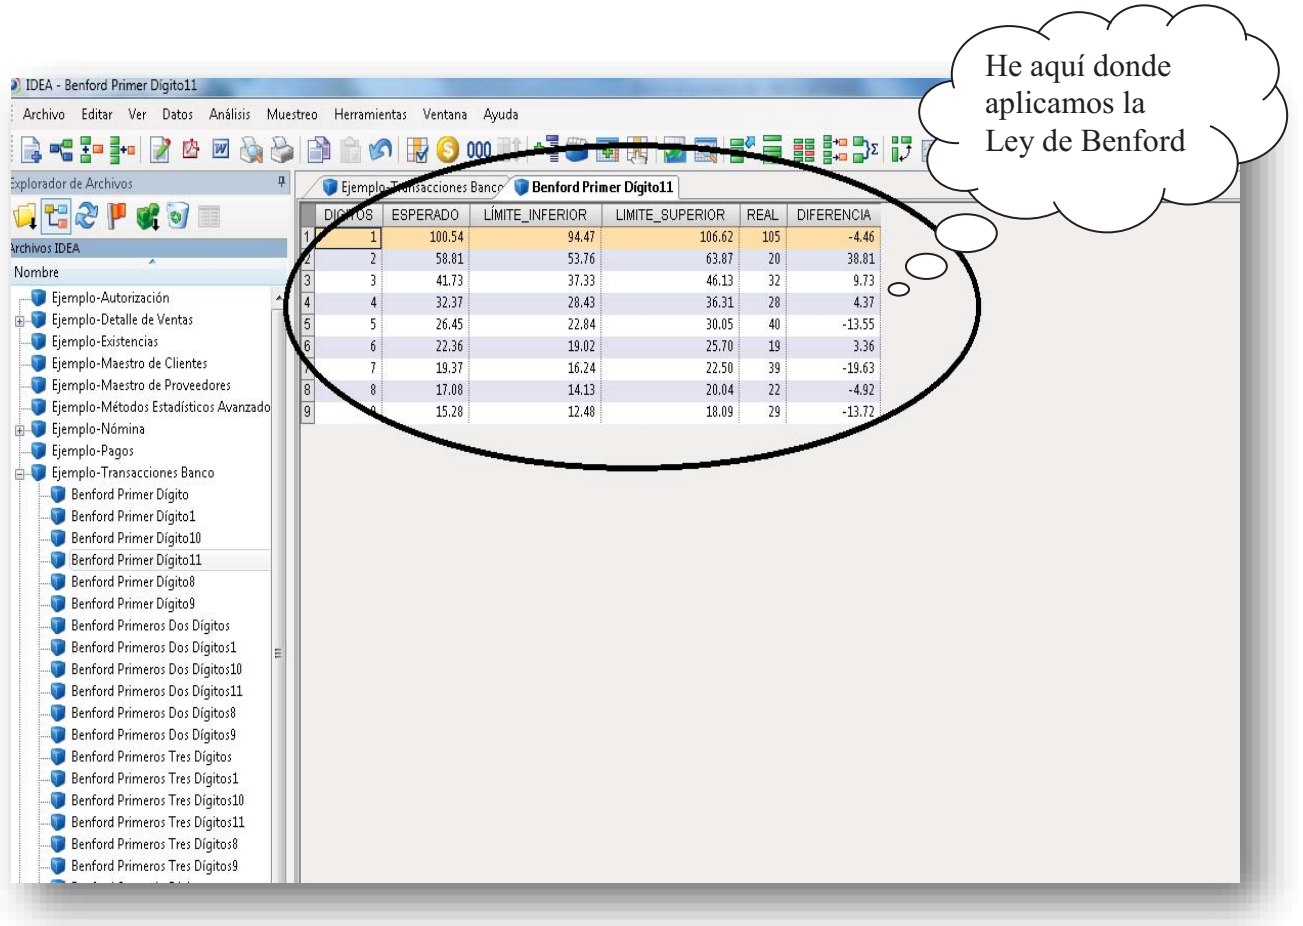 He aquí donde
aplicamos la
Ley de Benford
IDEA - Benford Primer Dígito11
Archivo Editar Ver Datos Análisis Muestreo Herramientas Ventana Ayuda
Explorador de Archivos
Ejemplo-Transacciones Banco Benford Primer Dígito11
Archivos IDEA
Nombre
Ejemplo-Autorización
Ejemplo-Detalle de Ventas
Ejemplo-Existencias
Ejemplo-Maestro de Clientes
Ejemplo-Maestro de Proveedores
Ejemplo-Métodos Estadísticos Avanzado
Ejemplo-Nómina
Ejemplo-Pagos
Ejemplo-Transacciones Banco
Benford Primer Dígito
Benford Primer Dígito1
Benford Primer Dígito10
Benford Primer Dígito11
Benford Primer Dígito8
Benford Primer Dígito9
Benford Primeros Dos Dígitos
Benford Primeros Dos Dígitos1
Benford Primeros Dos Dígitos10
Benford Primeros Dos Dígitos11
Benford Primeros Dos Dígitos8
Benford Primeros Dos Dígitos9
Benford Primeros Tres Dígitos
Benford Primeros Tres Dígitos1
Benford Primeros Tres Dígitos10
Benford Primeros Tres Dígitos11
Benford Primeros Tres Dígitos8
Benford Primeros Tres Dígitos9
DIGITOS ESPERADO LÍMITE_INFERIOR LIMITE_SUPERIOR REAL DIFERENCIA
1 1 100.54 94.47 106.62 105 -4.46
2 2 58.81 53.76 63.87 20 38.81
3 3 41.73 37.33 46.13 32 9.73
4 4 32.37 28.43 36.31 28 4.37
5 5 26.45 22.84 30.05 40 -13.55
6 6 22.36 19.02 25.70 19 3.36
7 7 19.37 16.24 22.50 39 -19.63
8 8 17.08 14.13 20.04 22 -4.92
9 9 15.28 12.48 18.09 29 -13.72